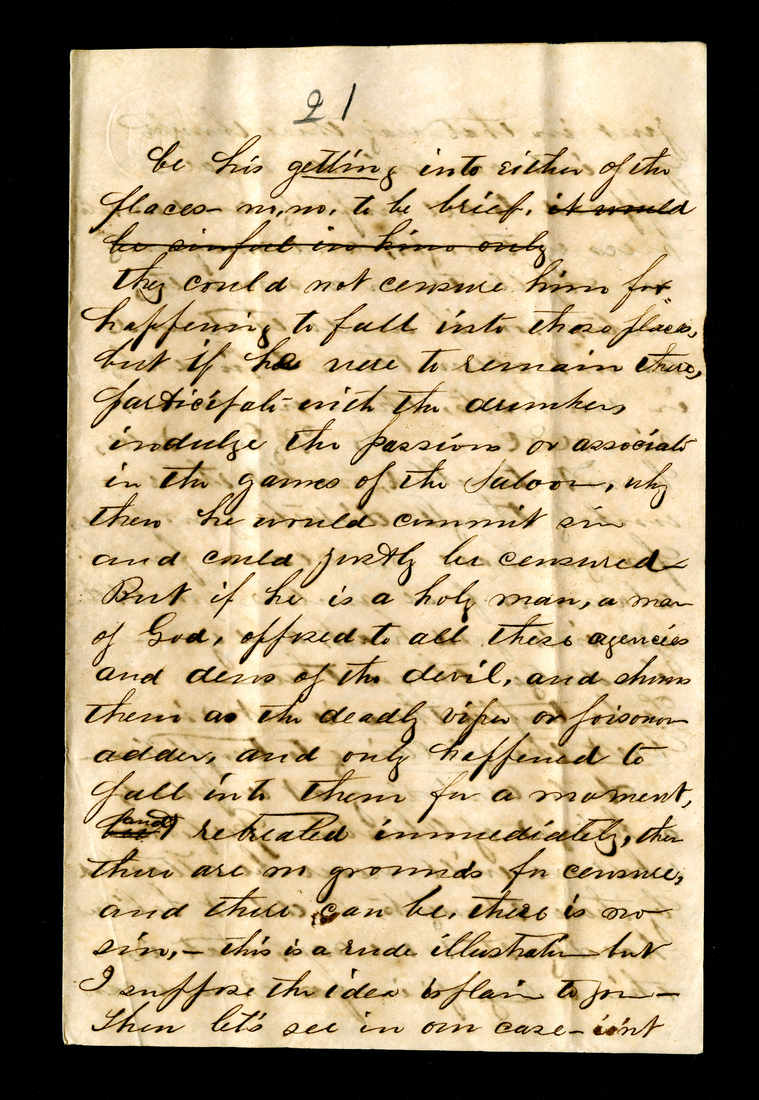 21
be his getting into either of the
places— no, no, to be brief, it would
be sinful in him only
they could not censure him for
happening to fall into those places,
but if he were to remain there,
participate with the drunkers
indulge the passions or associate
in the games of the saloon, why
then he would commit sin
and could justly be censured—
But if he is a holy man, a man
of God, opposed to all these agencies
and dens of the devil, and shuns
them as the deadly viper or poisonous
adder, and only happened to
fall into them for a moment,
but and retreated immediately, then
there are no grounds for censure,
and there can be, there is no
sin,— this is a rude illustration but
I suppose the idea is plain to you—
Then let's see in our case— isn't